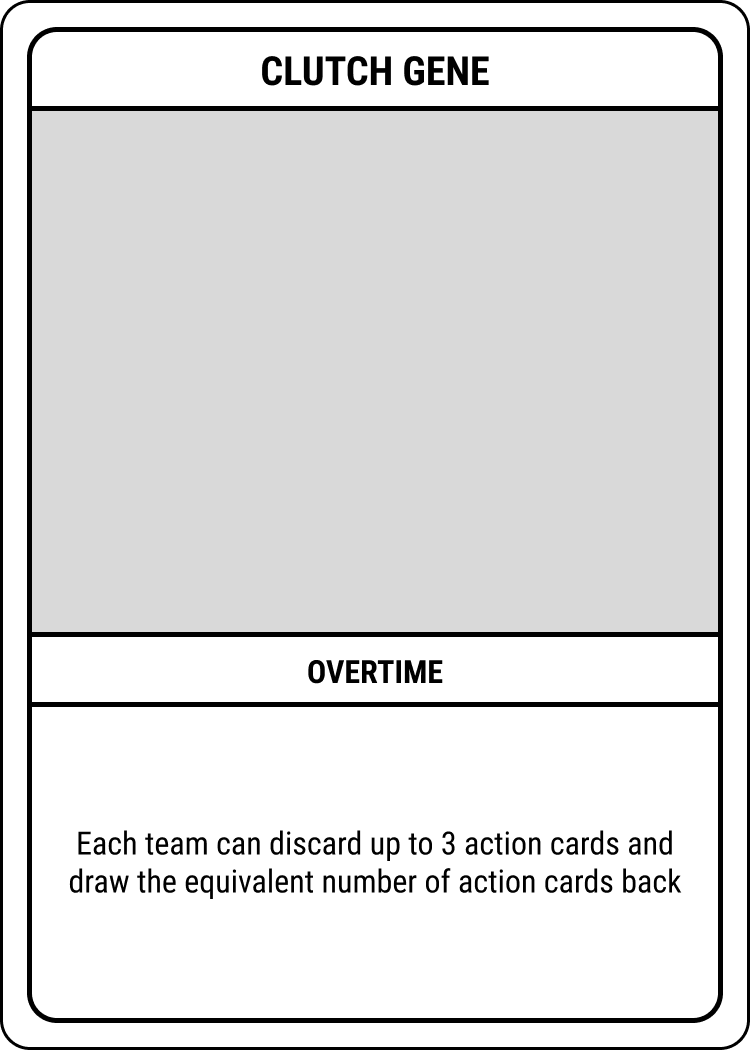 CLUTCH GENE
OVERTIME
Each team can discard up to 3 action cards and
draw the equivalent number of action cards back